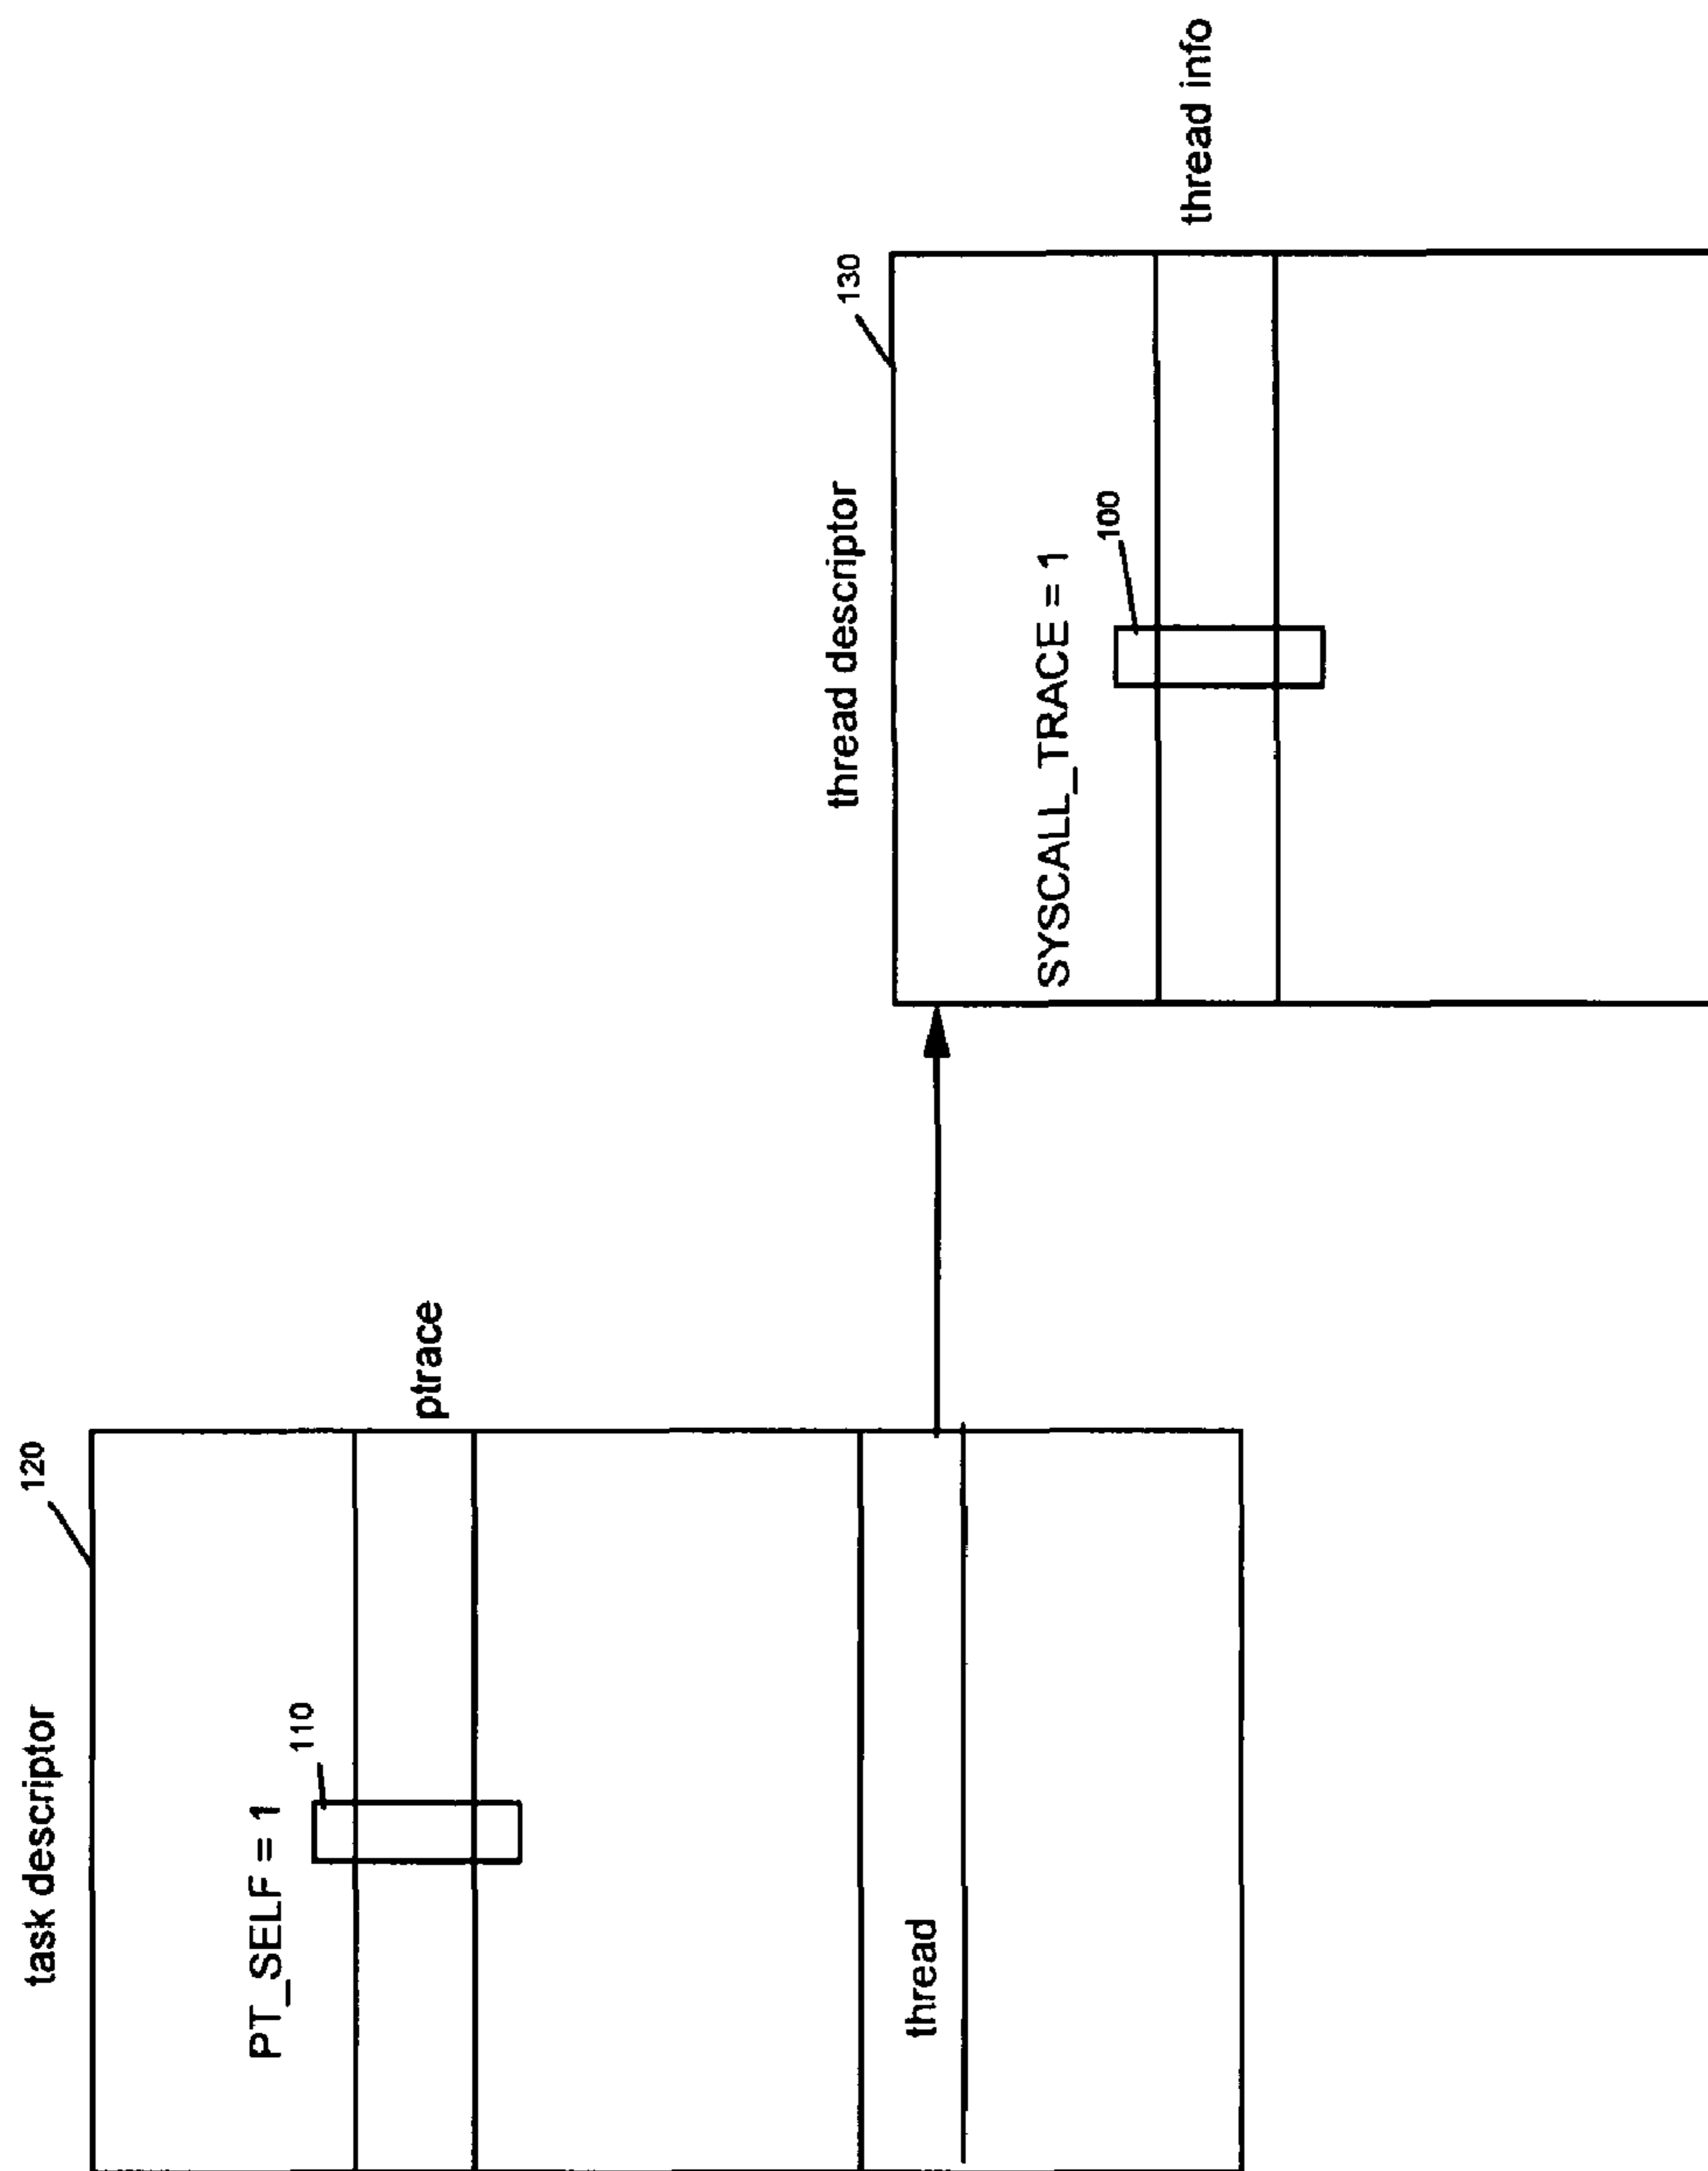 task descriptor
120
PT_SELF = 1
110
ptrace
thread
thread descriptor
130
SYSCALL_TRACE = 1
100
thread info